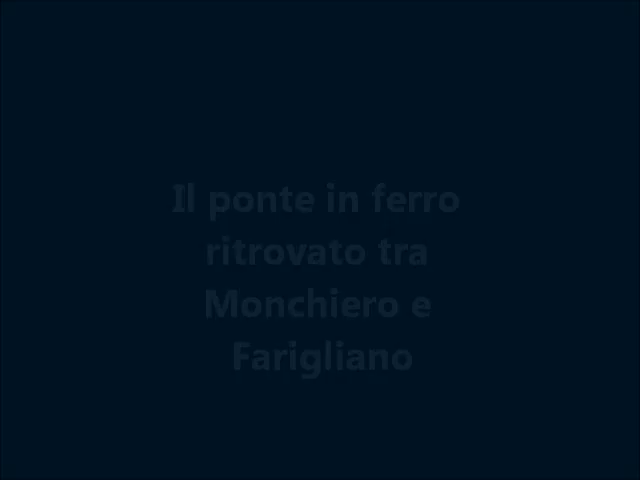 Il ponte in ferro
ritrovato tra
Monchiero e
Farigliano